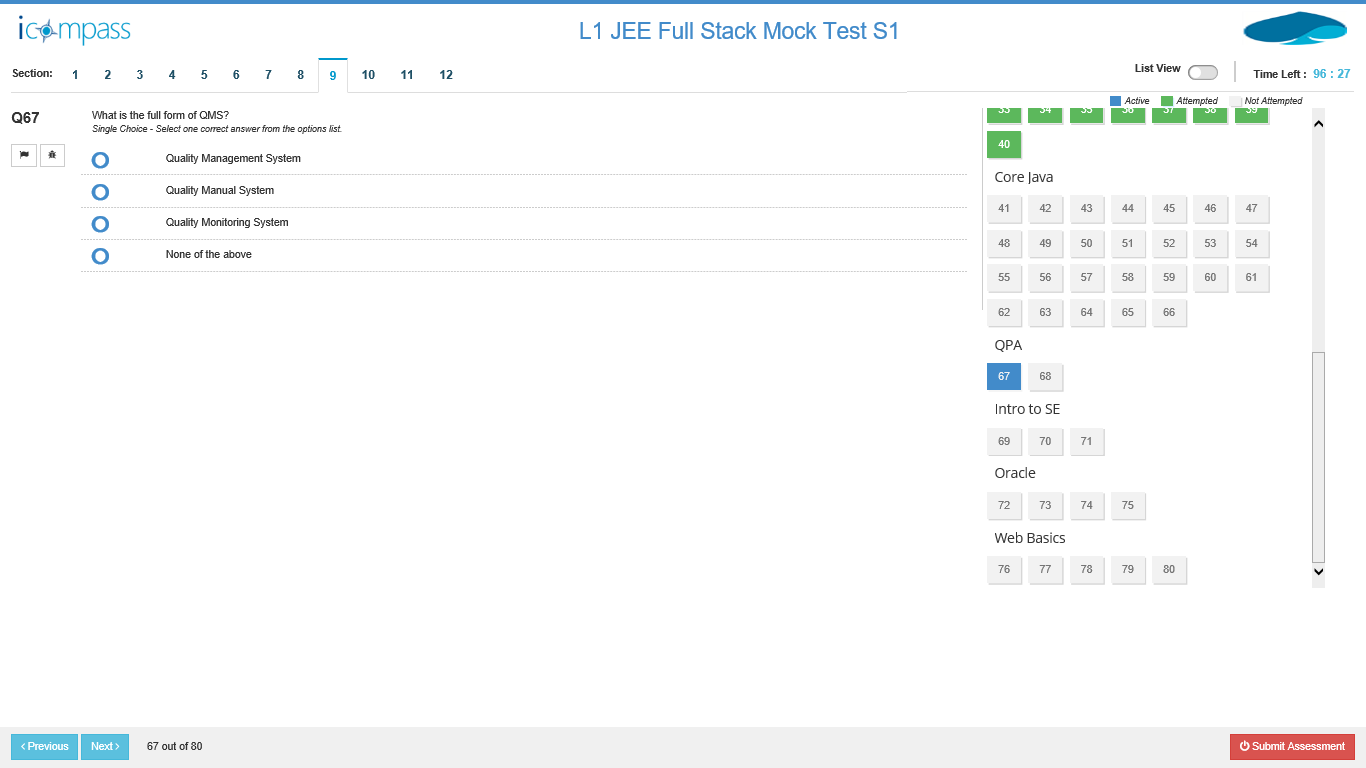 icompass
L1 JEE Full Stack Mock Test S1
Section: 1 2 3 4 5 6 7 8 9 10 11 12
List View
Time Left : 96 : 27
Active Attempted Not Attempted
Q67
What is the full form of QMS?
Single Choice - Select one correct answer from the options list.
Quality Management System
Quality Manual System
Quality Monitoring System
None of the above
33 34 35 36 37 38 39
40
Core Java
41 42 43 44 45 46 47
48 49 50 51 52 53 54
55 56 57 58 59 60 61
62 63 64 65 66
QPA
67 68
Intro to SE
69 70 71
Oracle
72 73 74 75
Web Basics
76 77 78 79 80
Previous Next 67 out of 80
Submit Assessment